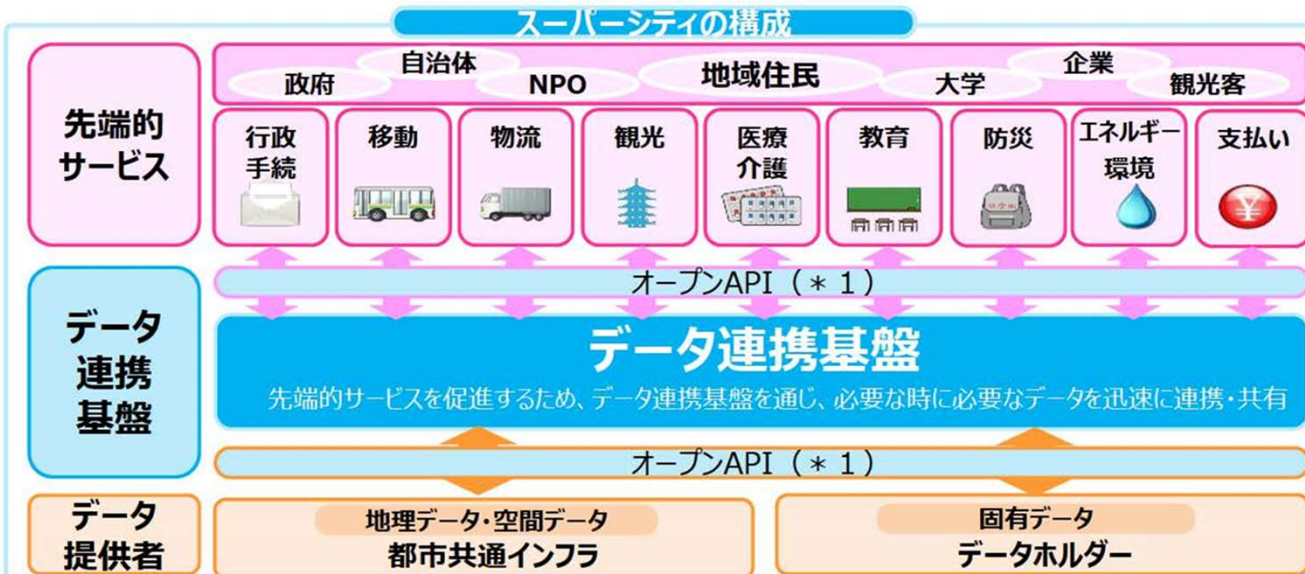 スーパーシティの構成
先端的
サービス
政府
自治体
NPO
地域住民
大学
企業
観光客
行政
手続
移動
物流
観光
医療
介護
教育
防災
エネルギー
環境
支払い
¥
オープンAPI（＊１）
データ
連携
基盤
データ連携基盤
先端的サービスを促進するため、データ連携基盤を通じ、必要な時に必要なデータを迅速に連携・共有
オープンAPI（＊１）
データ
提供者
地理データ・空間データ
都市共通インフラ
固有データ
データホルダー